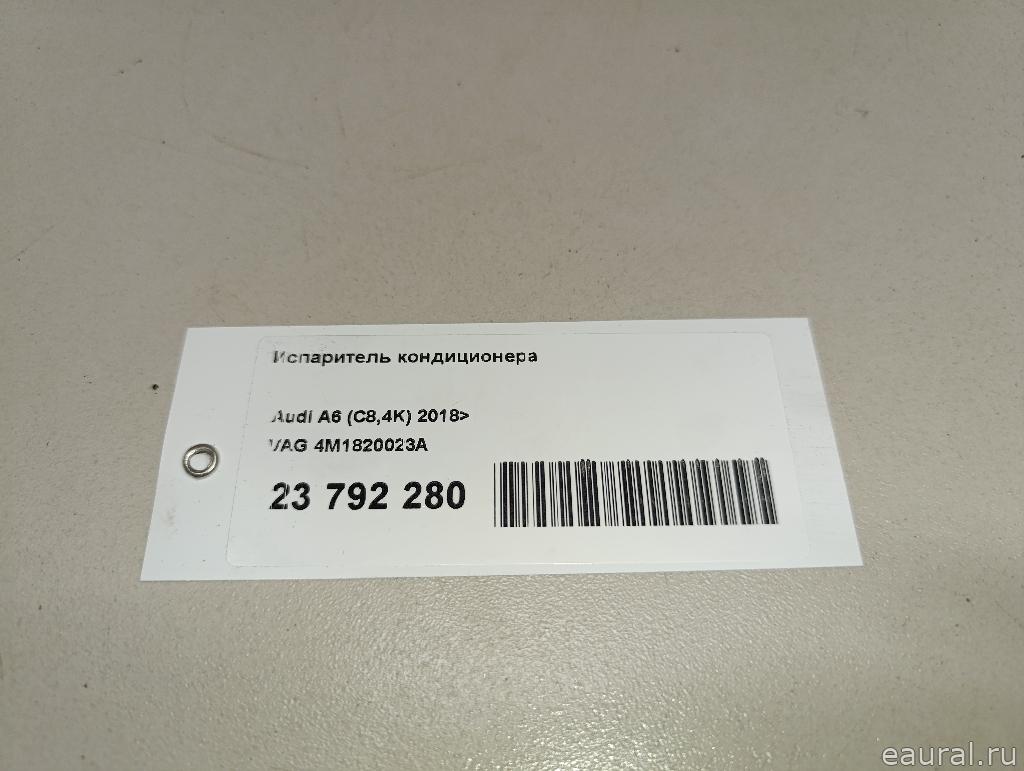 Испаритель кондиционера
Audi A6 (C8,4K) 2018>
VAG 4M1820023A
23 792 280
eaural.ru